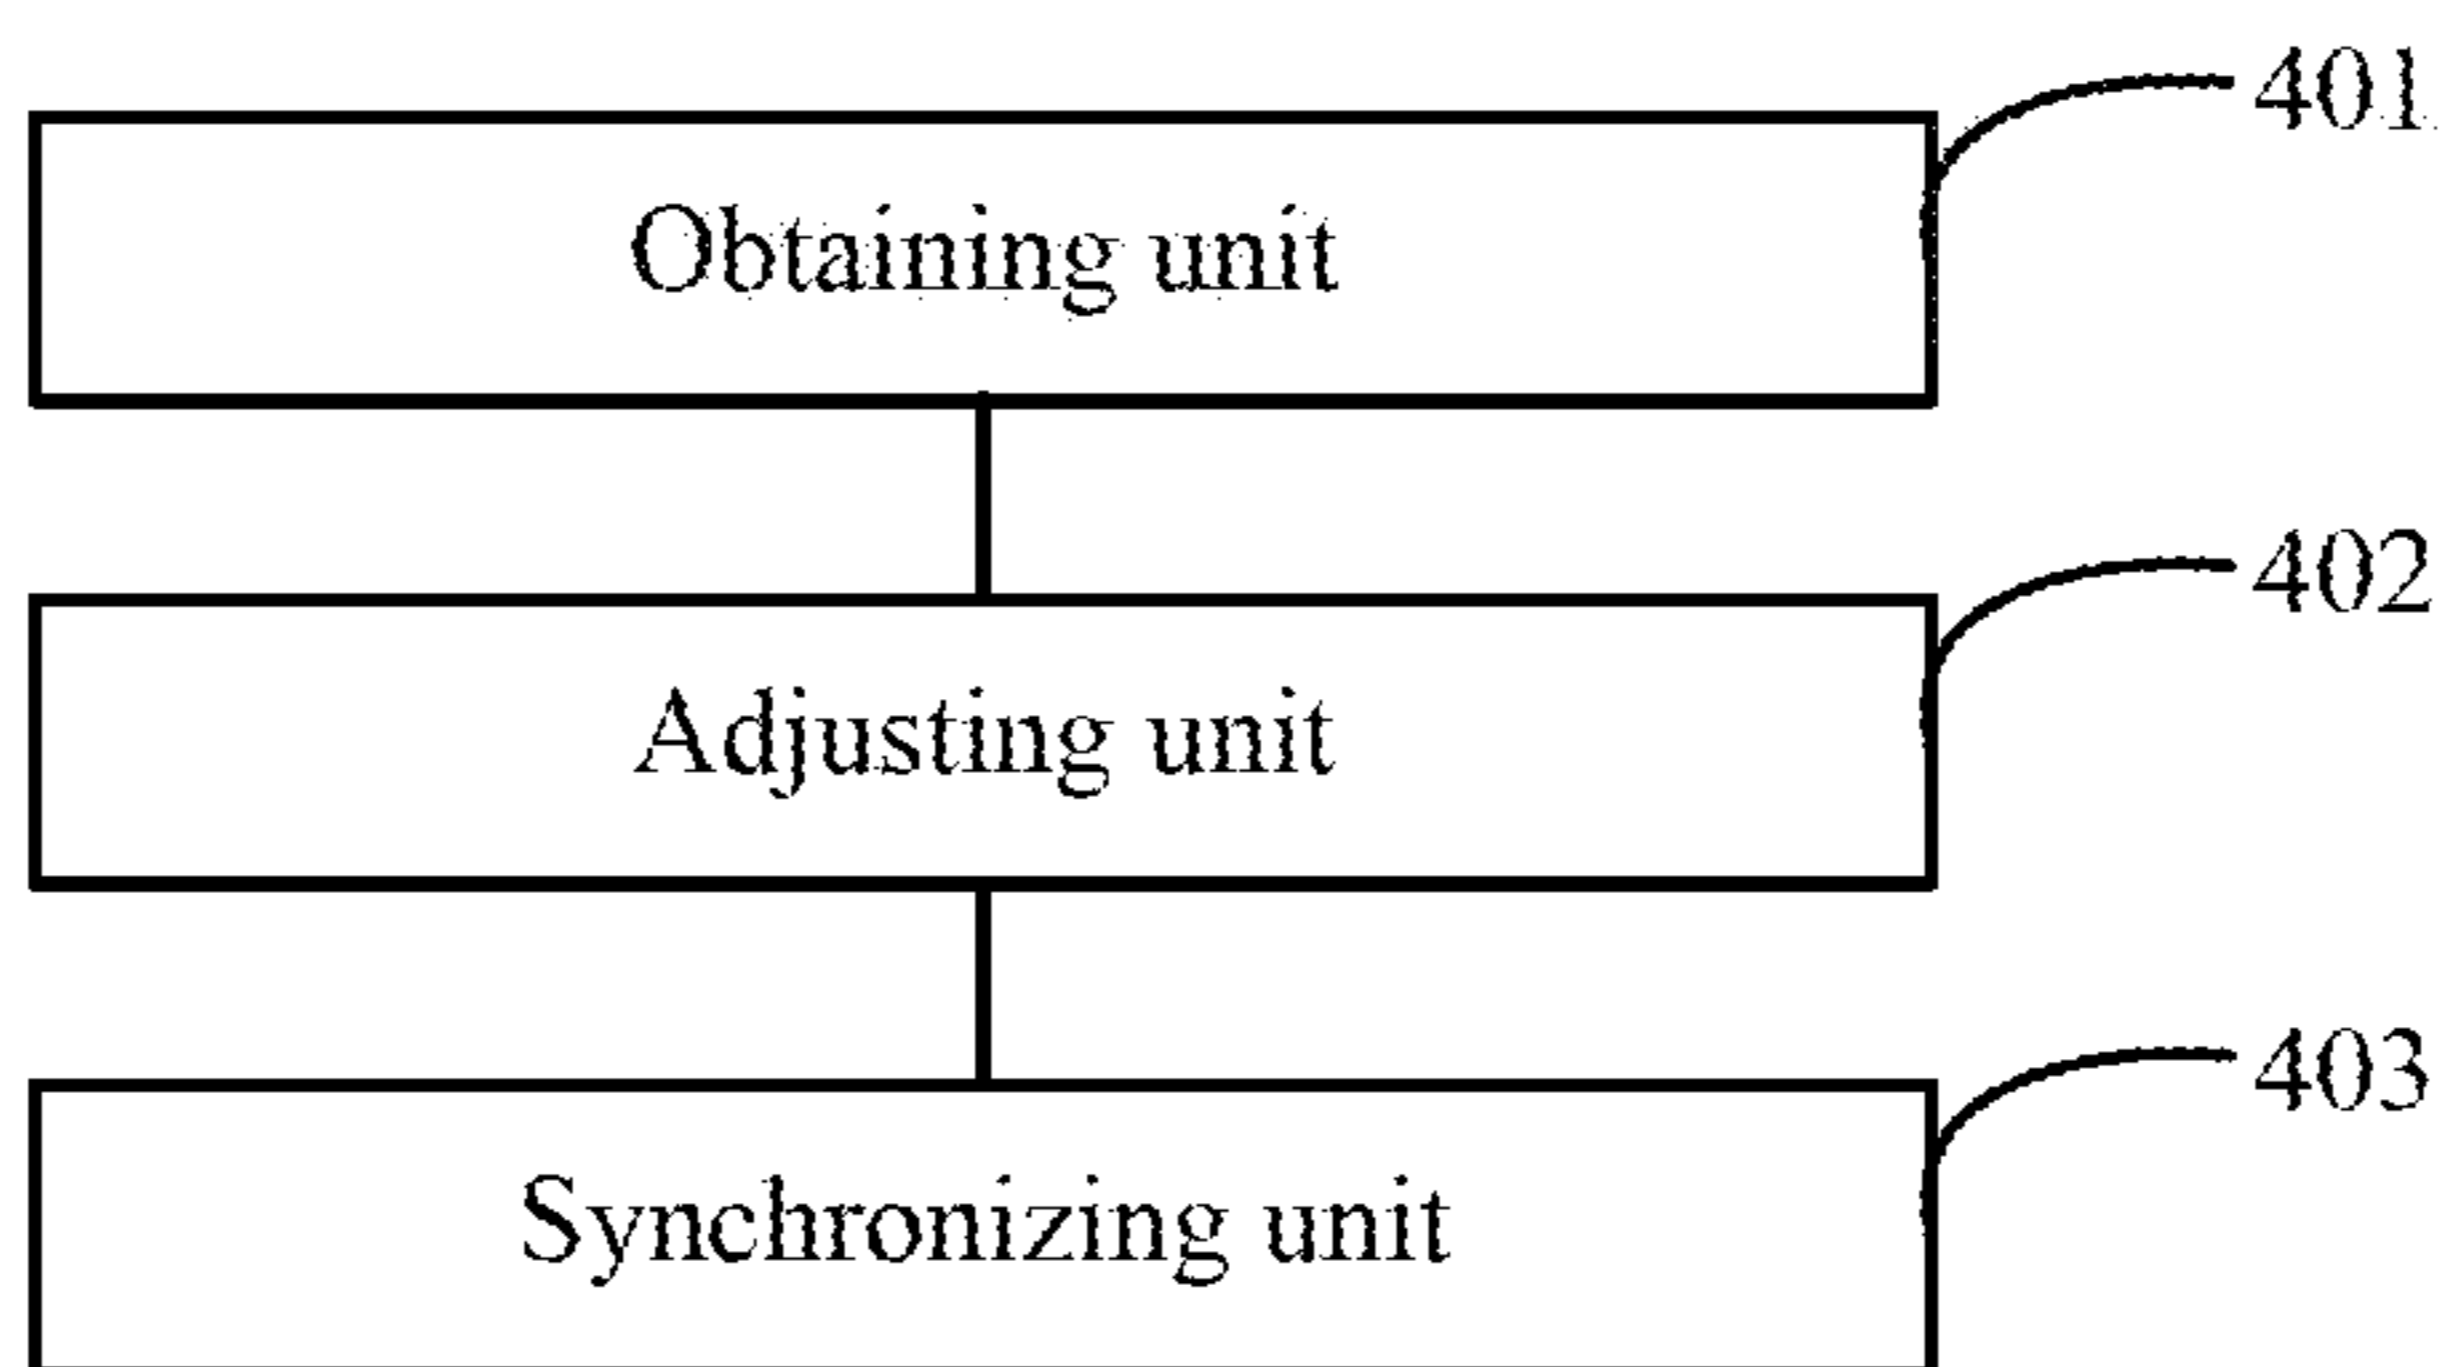 401
Obtaining unit
402
Adjusting unit
403
Synchronizing unit